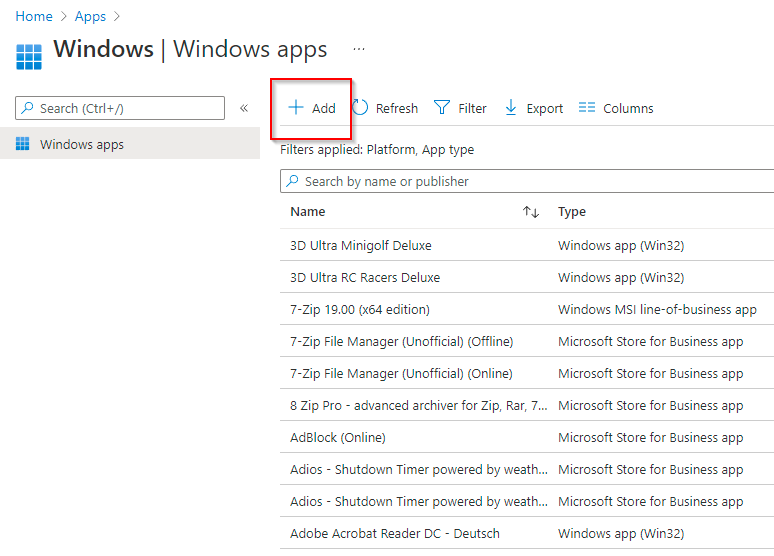 Home > Apps >
Windows | Windows apps ...
Search (Ctrl+/) «
+ Add Refresh Filter Export Columns
Windows apps
Filters applied: Platform, App type
Search by name or publisher
Name ↑↓ Type
3D Ultra Minigolf Deluxe Windows app (Win32)
3D Ultra RC Racers Deluxe Windows app (Win32)
7-Zip 19.00 (x64 edition) Windows MSI line-of-business app
7-Zip File Manager (Unofficial) (Offline) Microsoft Store for Business app
7-Zip File Manager (Unofficial) (Online) Microsoft Store for Business app
8 Zip Pro - advanced archiver for Zip, Rar, 7... Microsoft Store for Business app
AdBlock (Online) Microsoft Store for Business app
Adios - Shutdown Timer powered by weath... Microsoft Store for Business app
Adios - Shutdown Timer powered by weath... Microsoft Store for Business app
Adobe Acrobat Reader DC - Deutsch Windows app (Win32)